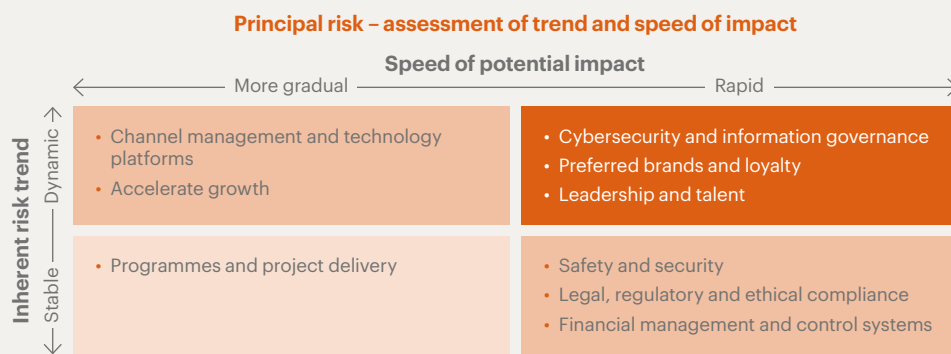 Principal risk – assessment of trend and speed of impact
Speed of potential impact
More gradual
Rapid
Inherent risk trend
Dynamic
Stable
• Channel management and technology
platforms
• Accelerate growth
• Cybersecurity and information governance
• Preferred brands and loyalty
• Leadership and talent
• Programmes and project delivery
• Safety and security
• Legal, regulatory and ethical compliance
• Financial management and control systems